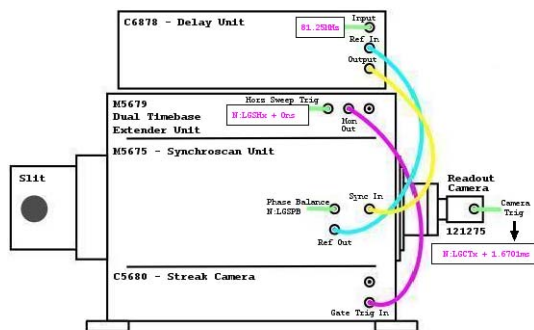 C6878 - Delay Unit
Input
81.25MHz
Ref In
Output
M5679
Dual Timebase
Extender Unit
Horz Sweep Trig
N:LGSHx + 0ns
Mon
Out
M5675 - Synchroscan Unit
Slit
Phase Balance
N:LGSPB
Sync In
Ref Out
Readout
Camera
Camera
Trig
121275
N:LGCTx + 1.6701ms
C5680 - Streak Camera
Gate Trig In